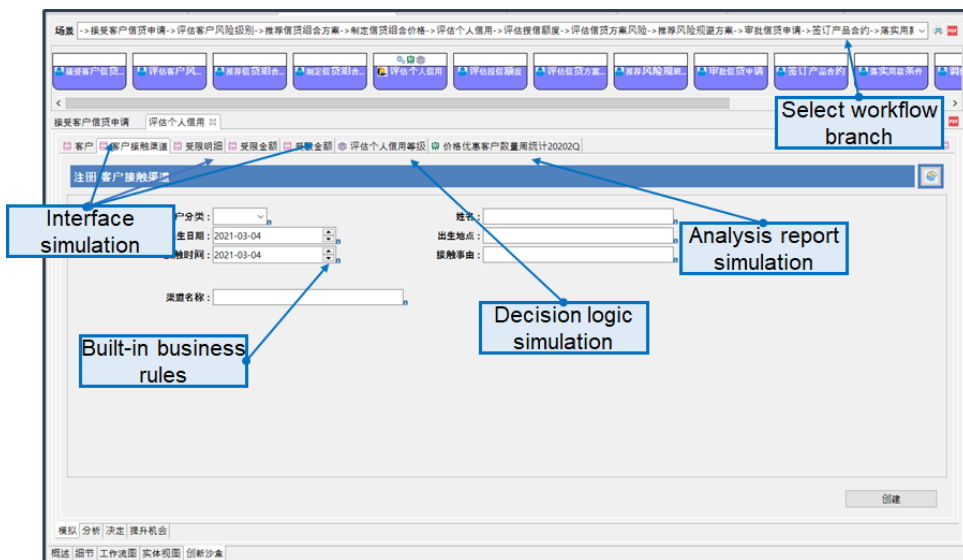 场景 ->接受客户信贷申请->评估客户风险级别->推荐信贷组合方案->制定信贷组合价格->评估个人信用->评估授信额度->评估信贷方案风险->推荐风险规避方案->审批信贷申请->签订产品合约->落实用
接受客户信贷... 评估客户风... 推荐信贷组合... 制定信贷组合... 评估个人信用 评估授信额度 评估信贷方案... 推荐风险规避... 审批信贷申请 签订产品合约 落实用款条件
Select workflow
branch
接受客户信贷申请 评估个人信用
客户 客户接触渠道 受限明细 受限金额 金额 评估个人信用等级 价格优惠客户数量周统计20202Q
注册 客户接触渠道
Interface
simulation
户分类： 姓名：
生日期： 2021-03-04 出生地点：
触时间： 2021-03-04 接触事由：
Analysis report
simulation
渠道名称：
Decision logic
simulation
Built-in business
rules
创建
模拟 分析 决定 提升机会
概述 细节 工作流图 实体视图 创新沙盒